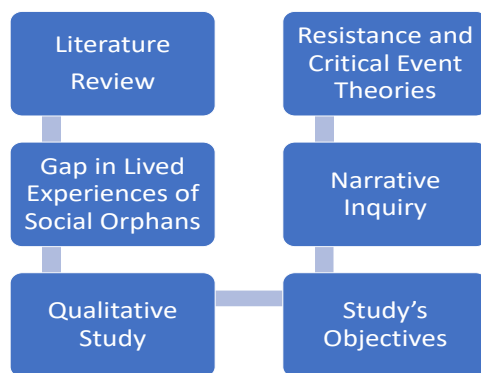 Literature
Review
Gap in Lived
Experiences of
Social Orphans
Qualitative
Study
Study’s
Objectives
Narrative
Inquiry
Resistance and
Critical Event
Theories